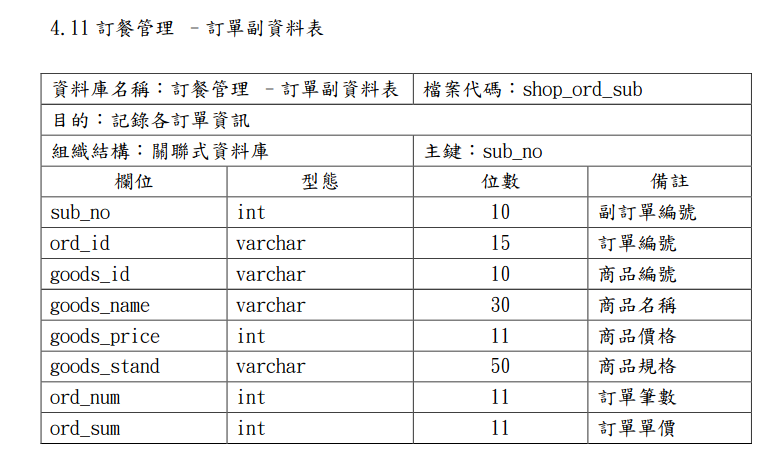 4.11 訂餐管理 －訂單副資料表
資料庫名稱：訂餐管理 －訂單副資料表 檔案代碼：shop_ord_sub
目的：記錄各訂單資訊
組織結構：關聯式資料庫 主鍵：sub_no
欄位 型態 位數 備註
sub_no int 10 副訂單編號
ord_id varchar 15 訂單編號
goods_id varchar 10 商品編號
goods_name varchar 30 商品名稱
goods_price int 11 商品價格
goods_stand varchar 50 商品規格
ord_num int 11 訂單筆數
ord_sum int 11 訂單單價